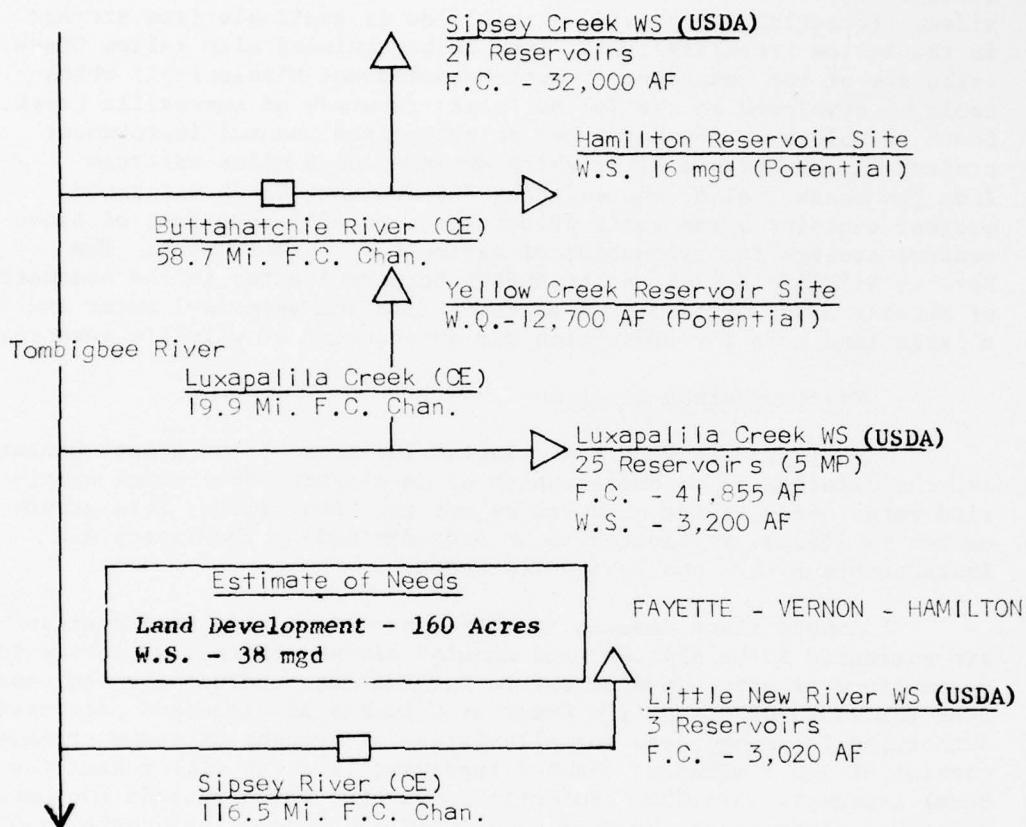 Sipsey Creek WS (USDA)
21 Reservoirs
F.C. - 32,000 AF
Hamilton Reservoir Site
W.S. 16 mgd (Potential)
Buttahatchie River (CE)
58.7 Mi. F.C. Chan.
Yellow Creek Reservoir Site
W.Q.-12,700 AF (Potential)
Tombigbee River
Luxapalila Creek (CE)
19.9 Mi. F.C. Chan.
Luxapalila Creek WS (USDA)
25 Reservoirs (5 MP)
F.C. - 41,855 AF
W.S. - 3,200 AF
Estimate of Needs
Land Development - 160 Acres
W.S. - 38 mgd
FAYETTE - VERNON - HAMILTON
Little New River WS (USDA)
3 Reservoirs
F.C. - 3,020 AF
Sipsey River (CE)
116.5 Mi. F.C. Chan.